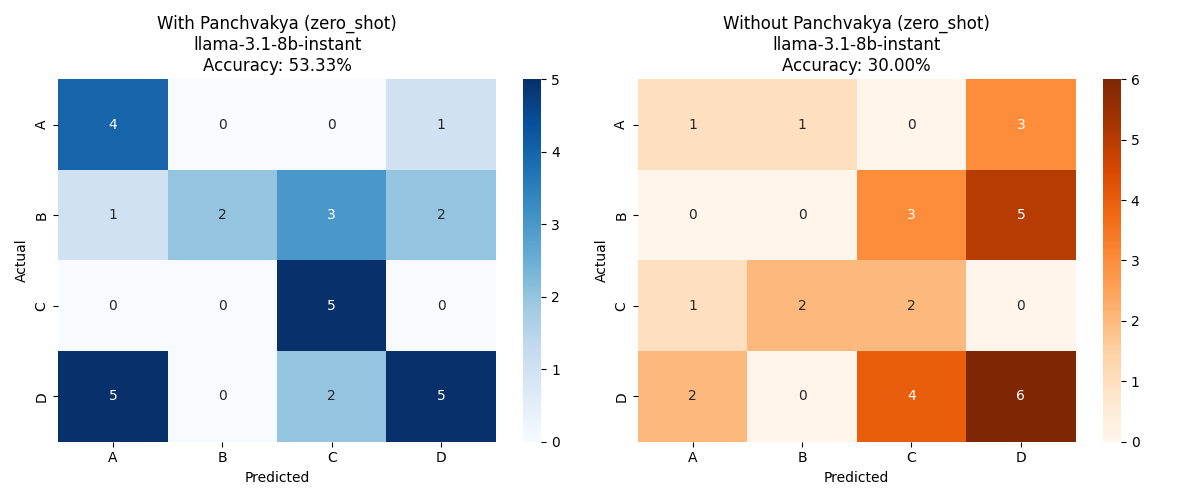 With Panchvakya (zero_shot)
llama-3.1-8b-instant
Accuracy: 53.33%
Actual
A
B
C
D
4 0 0 1
1 2 3 2
0 0 5 0
5 0 2 5
A B C D
Predicted
5
4
3
2
1
0
Without Panchvakya (zero_shot)
llama-3.1-8b-instant
Accuracy: 30.00%
Actual
A
B
C
D
1 1 0 3
0 0 3 5
1 2 2 0
2 0 4 6
A B C D
Predicted
6
5
4
3
2
1
0